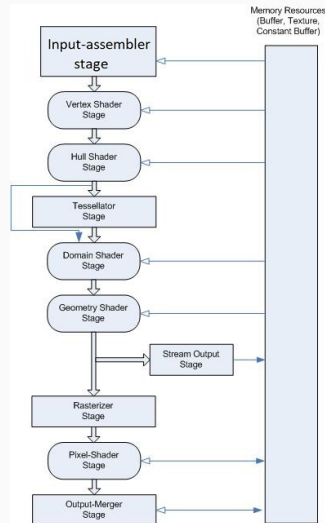 Memory Resources
(Buffer, Texture,
Constant Buffer)
Input-assembler
stage
Vertex Shader
Stage
Hull Shader
Stage
Tessellator
Stage
Domain Shader
Stage
Geometry Shader
Stage
Stream Output
Stage
Rasterizer
Stage
Pixel-Shader
Stage
Output-Merger
Stage